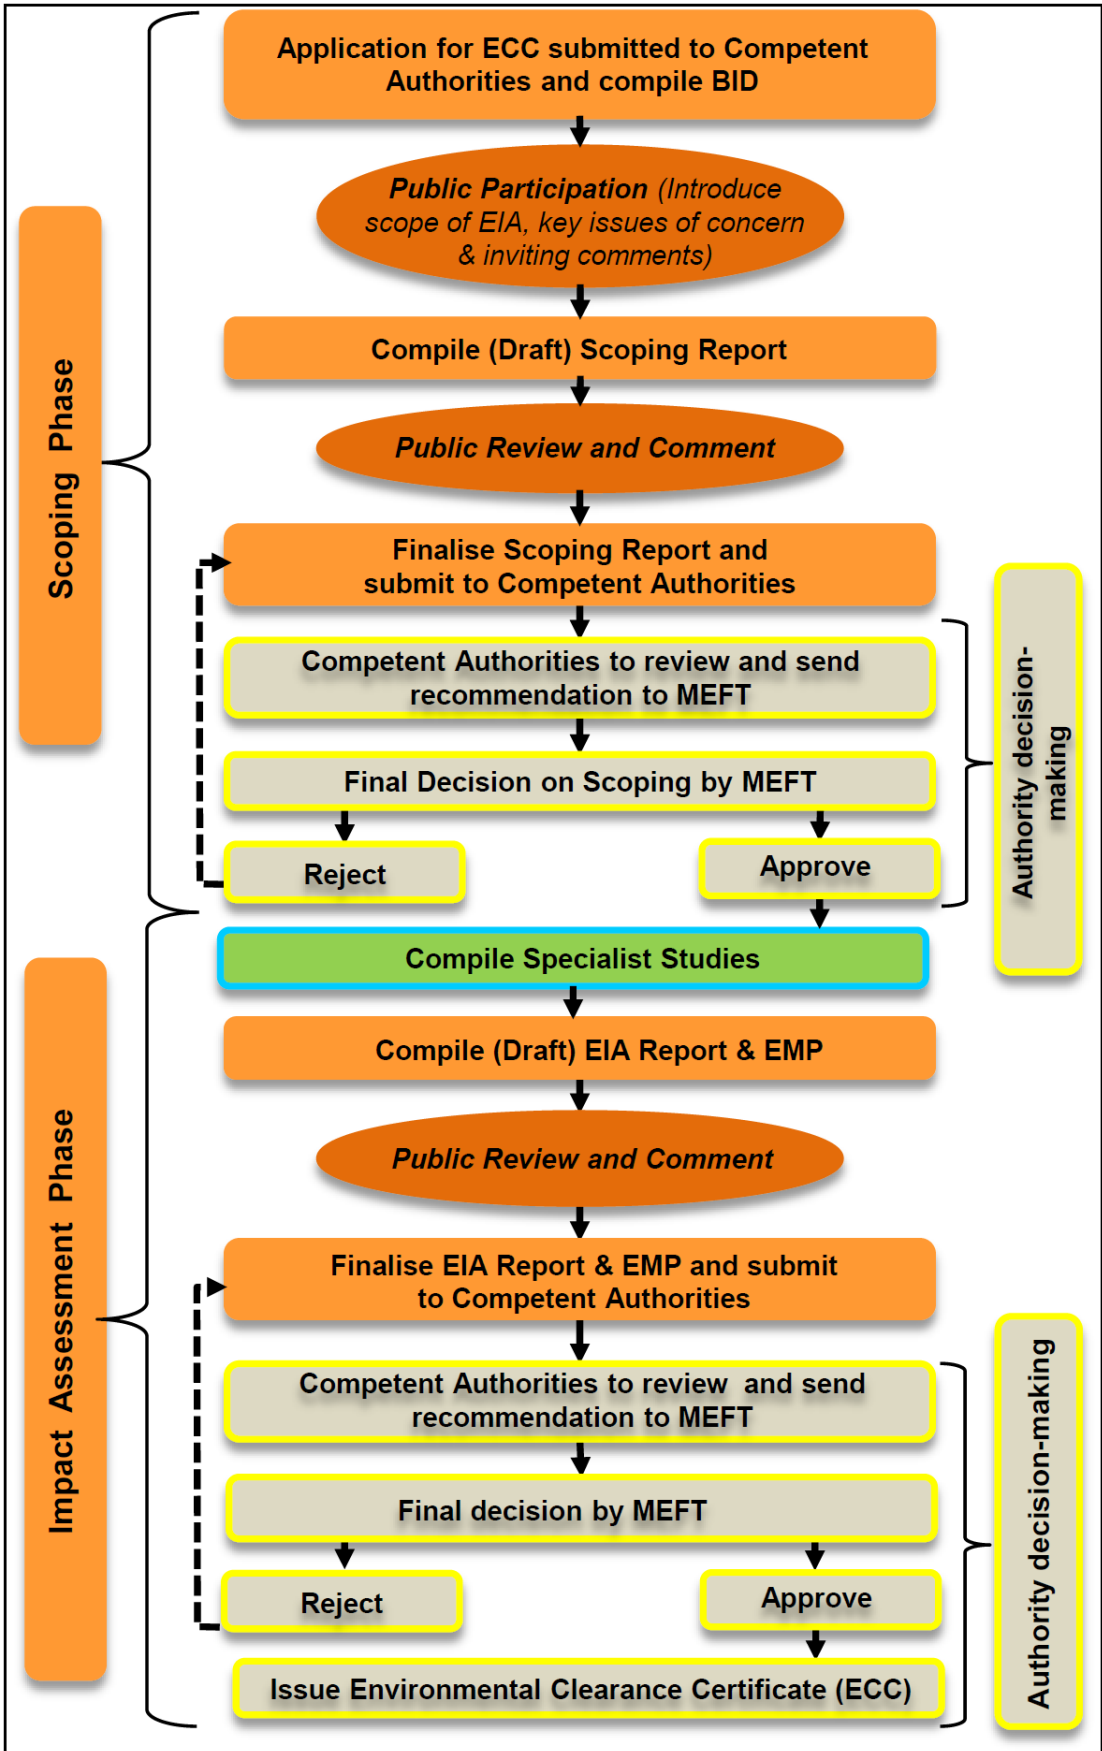 Application for ECC submitted to Competent
Authorities and compile BID
Public Participation (Introduce
scope of EIA, key issues of concern
& inviting comments)
Compile (Draft) Scoping Report
Public Review and Comment
Finalise Scoping Report and
submit to Competent Authorities
Competent Authorities to review and send
recommendation to MEFT
Final Decision on Scoping by MEFT
Reject
Approve
Scoping Phase
Authority decision-
making
Compile Specialist Studies
Compile (Draft) EIA Report & EMP
Public Review and Comment
Finalise EIA Report & EMP and submit
to Competent Authorities
Competent Authorities to review and send
recommendation to MEFT
Final decision by MEFT
Reject
Approve
Issue Environmental Clearance Certificate (ECC)
Impact Assessment Phase
Authority decision-making